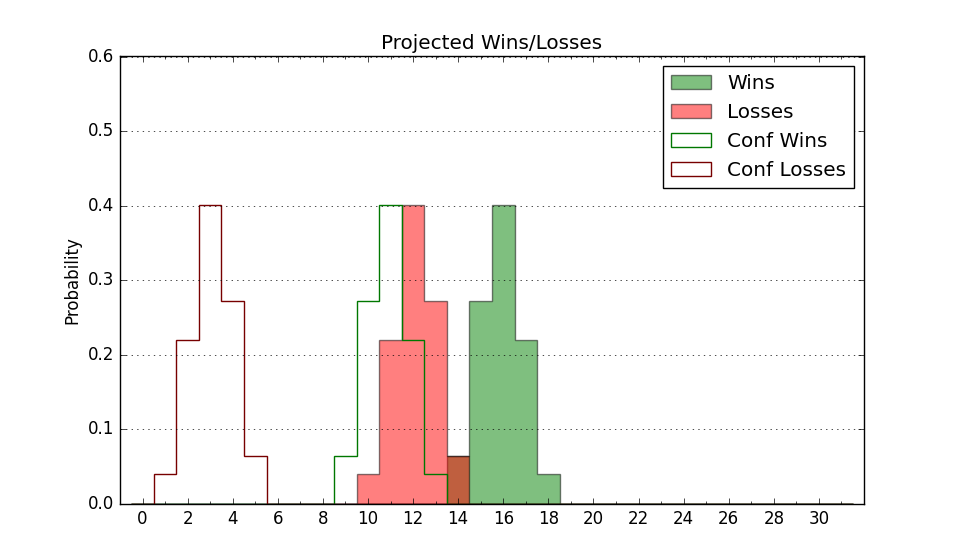 Projected Wins/Losses
0.6
0.5
0.4
0.3
0.2
0.1
0.0
Probability
Wins
Losses
Conf Wins
Conf Losses
0 2 4 6 8 10 12 14 16 18 20 22 24 26 28 30